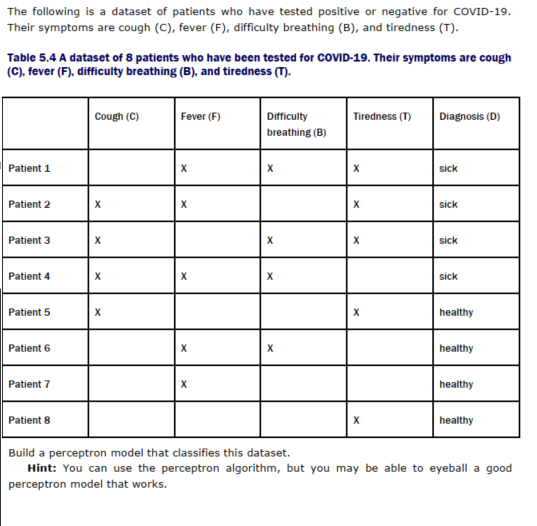 The following is a dataset of patients who have tested positive or negative for COVID-19.
Their symptoms are cough (C), fever (F), difficulty breathing (B), and tiredness (T).
Table 5.4 A dataset of 8 patients who have been tested for COVID-19. Their symptoms are cough
(C), fever (F), difficulty breathing (B), and tiredness (T).
Cough (C) Fever (F) Difficulty breathing (B) Tiredness (T) Diagnosis (D)
Patient 1 X X X sick
Patient 2 X X X sick
Patient 3 X X X sick
Patient 4 X X X sick
Patient 5 X X healthy
Patient 6 X X healthy
Patient 7 X healthy
Patient 8 X healthy
Build a perceptron model that classifies this dataset.
Hint: You can use the perceptron algorithm, but you may be able to eyeball a good
perceptron model that works.